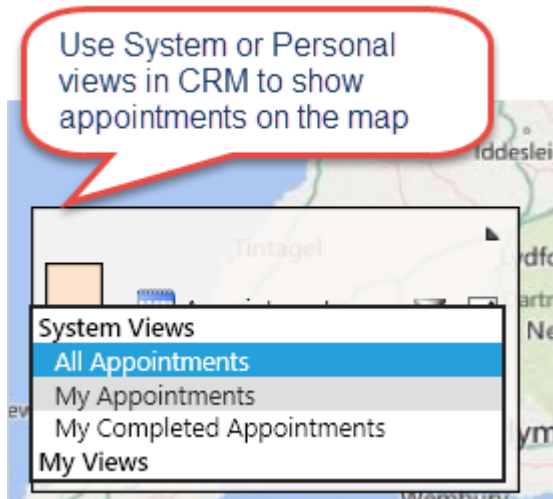 Use System or Personal
views in CRM to show
appointments on the map
Tintagel
System Views
All Appointments
My Appointments
My Completed Appointments
My Views